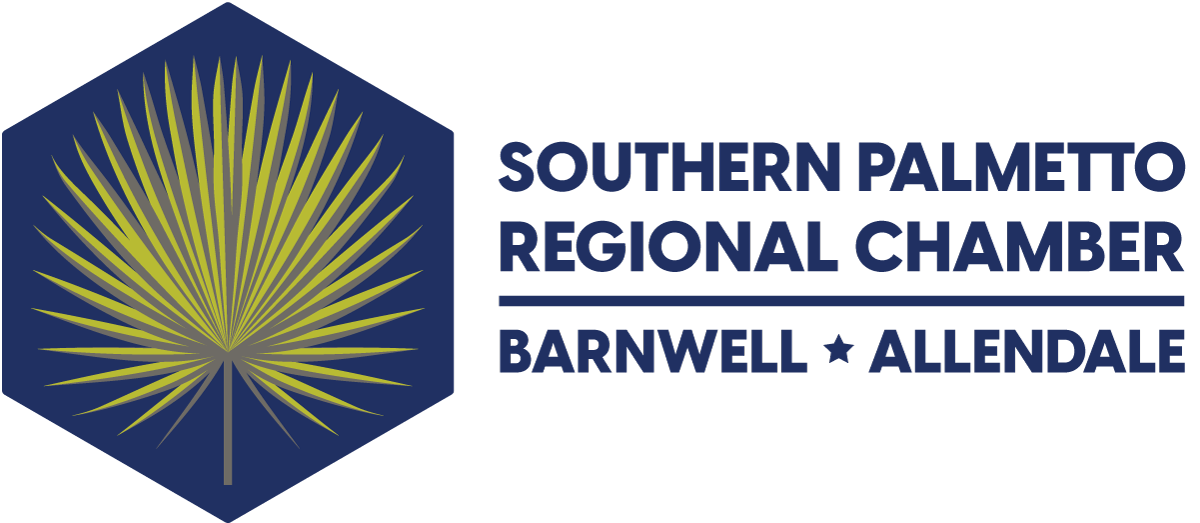 SOUTHERN PALMETTO
REGIONAL CHAMBER
BARNWELL ★ ALLENDALE